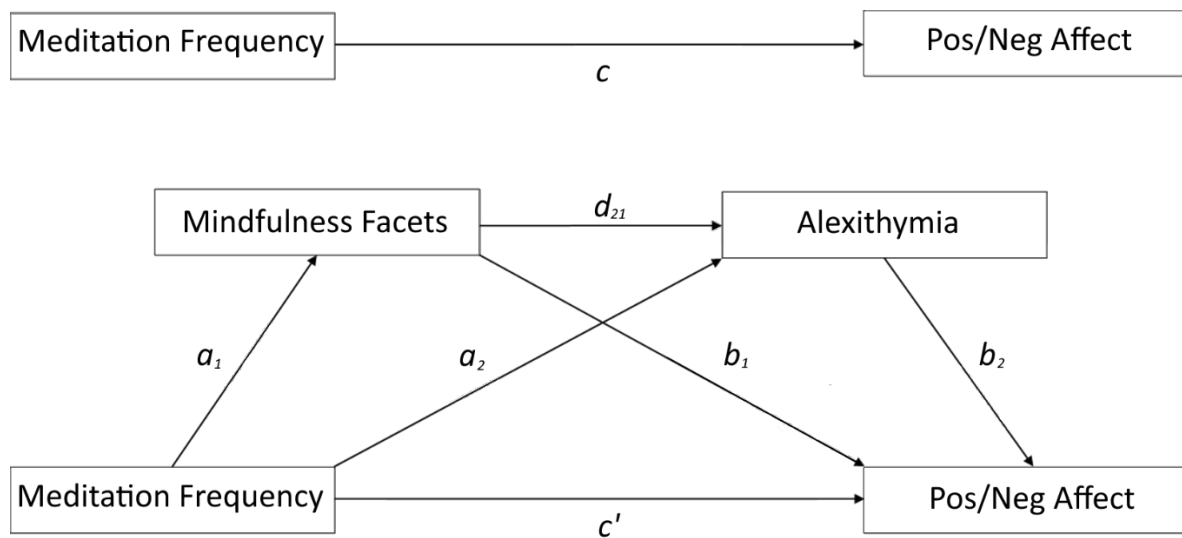 Meditation Frequency
Pos/Neg Affect
c
Mindfulness Facets
d₂₁
Alexithymia
a₁
a₂
b₁
b₂
Meditation Frequency
c'
Pos/Neg Affect